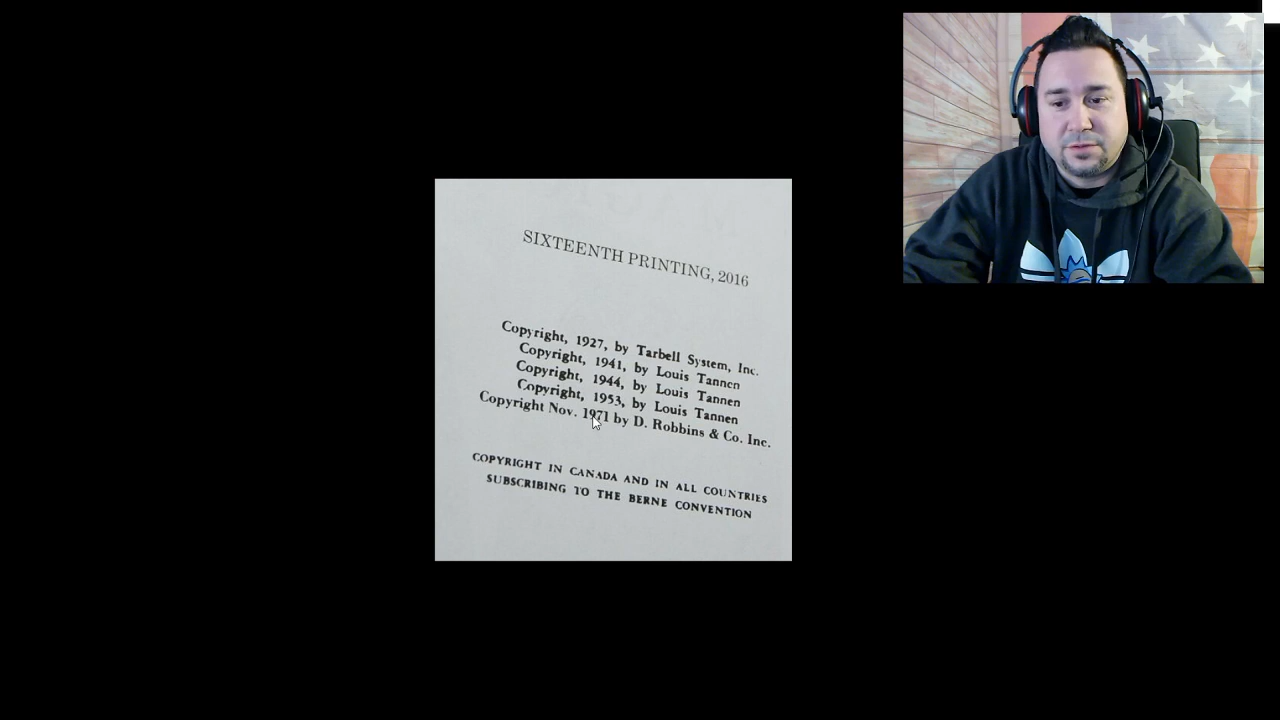 SIXTEENTH PRINTING, 2016
Copyright, 1927, by Tarbell System, Inc.
Copyright, 1941, by Louis Tannen
Copyright, 1944, by Louis Tannen
Copyright, 1953, by Louis Tannen
Copyright Nov. 1971 by D. Robbins & Co. Inc.
COPYRIGHT IN CANADA AND IN ALL COUNTRIES
SUBSCRIBING TO THE BERNE CONVENTION